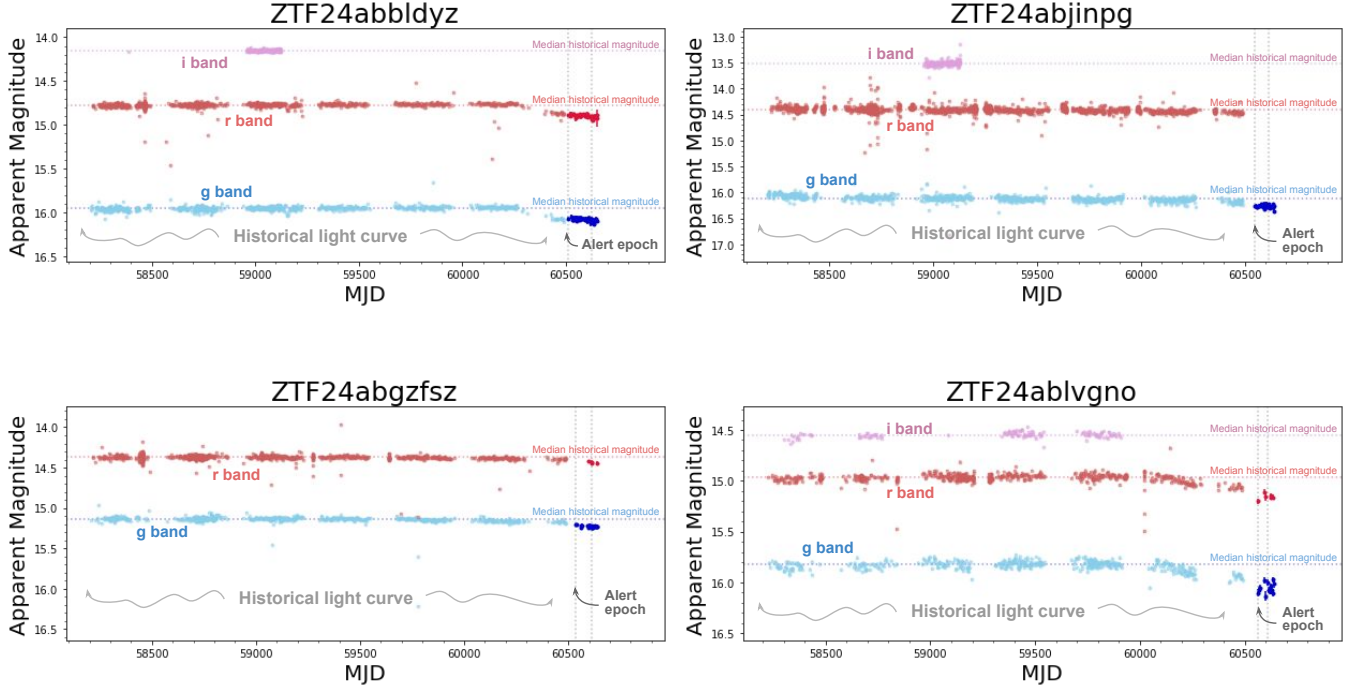 ZTF24abbldyz
Apparent Magnitude
14.0
14.5
15.0
15.5
16.0
16.5
Median historical magnitude
i band
Median historical magnitude
r band
g band
Median historical magnitude
Historical light curve
Alert epoch
58500
59000
59500
60000
60500
MJD
ZTF24abjinpg
Apparent Magnitude
13.0
13.5
14.0
14.5
15.0
15.5
16.0
16.5
17.0
i band
Median historical magnitude
Median historical magnitude
r band
g band
Median historical magnitude
Historical light curve
Alert
epoch
58500
59000
59500
60000
60500
MJD
ZTF24abgzfsz
Apparent Magnitude
14.0
14.5
15.0
15.5
16.0
16.5
Median historical magnitude
r band
Median historical magnitude
g band
Historical light curve
Alert
epoch
58500
59000
59500
60000
60500
MJD
ZTF24ablvgno
Apparent Magnitude
14.5
15.0
15.5
16.0
16.5
i band
Median historical magnitude
Median historical magnitude
r band
g band
Median historical magnitude
Historical light curve
Alert
epoch
58500
59000
59500
60000
60500
MJD